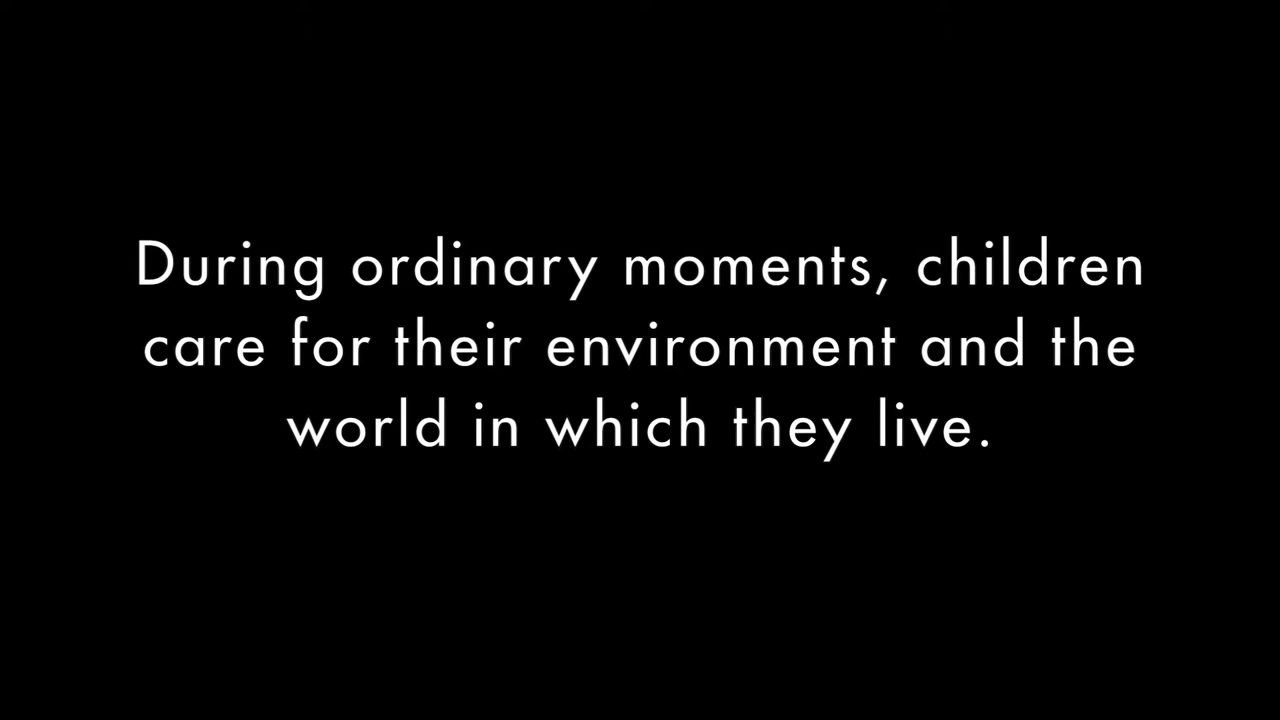 During ordinary moments, children
care for their environment and the
world in which they live.